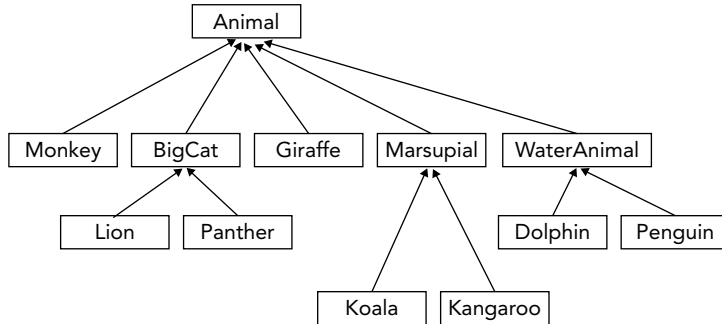 Animal
Monkey
BigCat
Giraffe
Marsupial
WaterAnimal
Lion
Panther
Dolphin
Penguin
Koala
Kangaroo